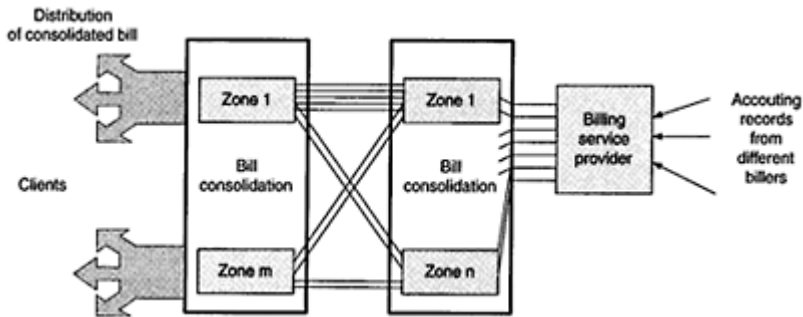 Distribution
of consolidated bill
Clients
Zone 1
Bill
consolidation
Zone m
Zone 1
Bill
consolidation
Zone n
Billing
service
provider
Accouting
records
from
different
billers